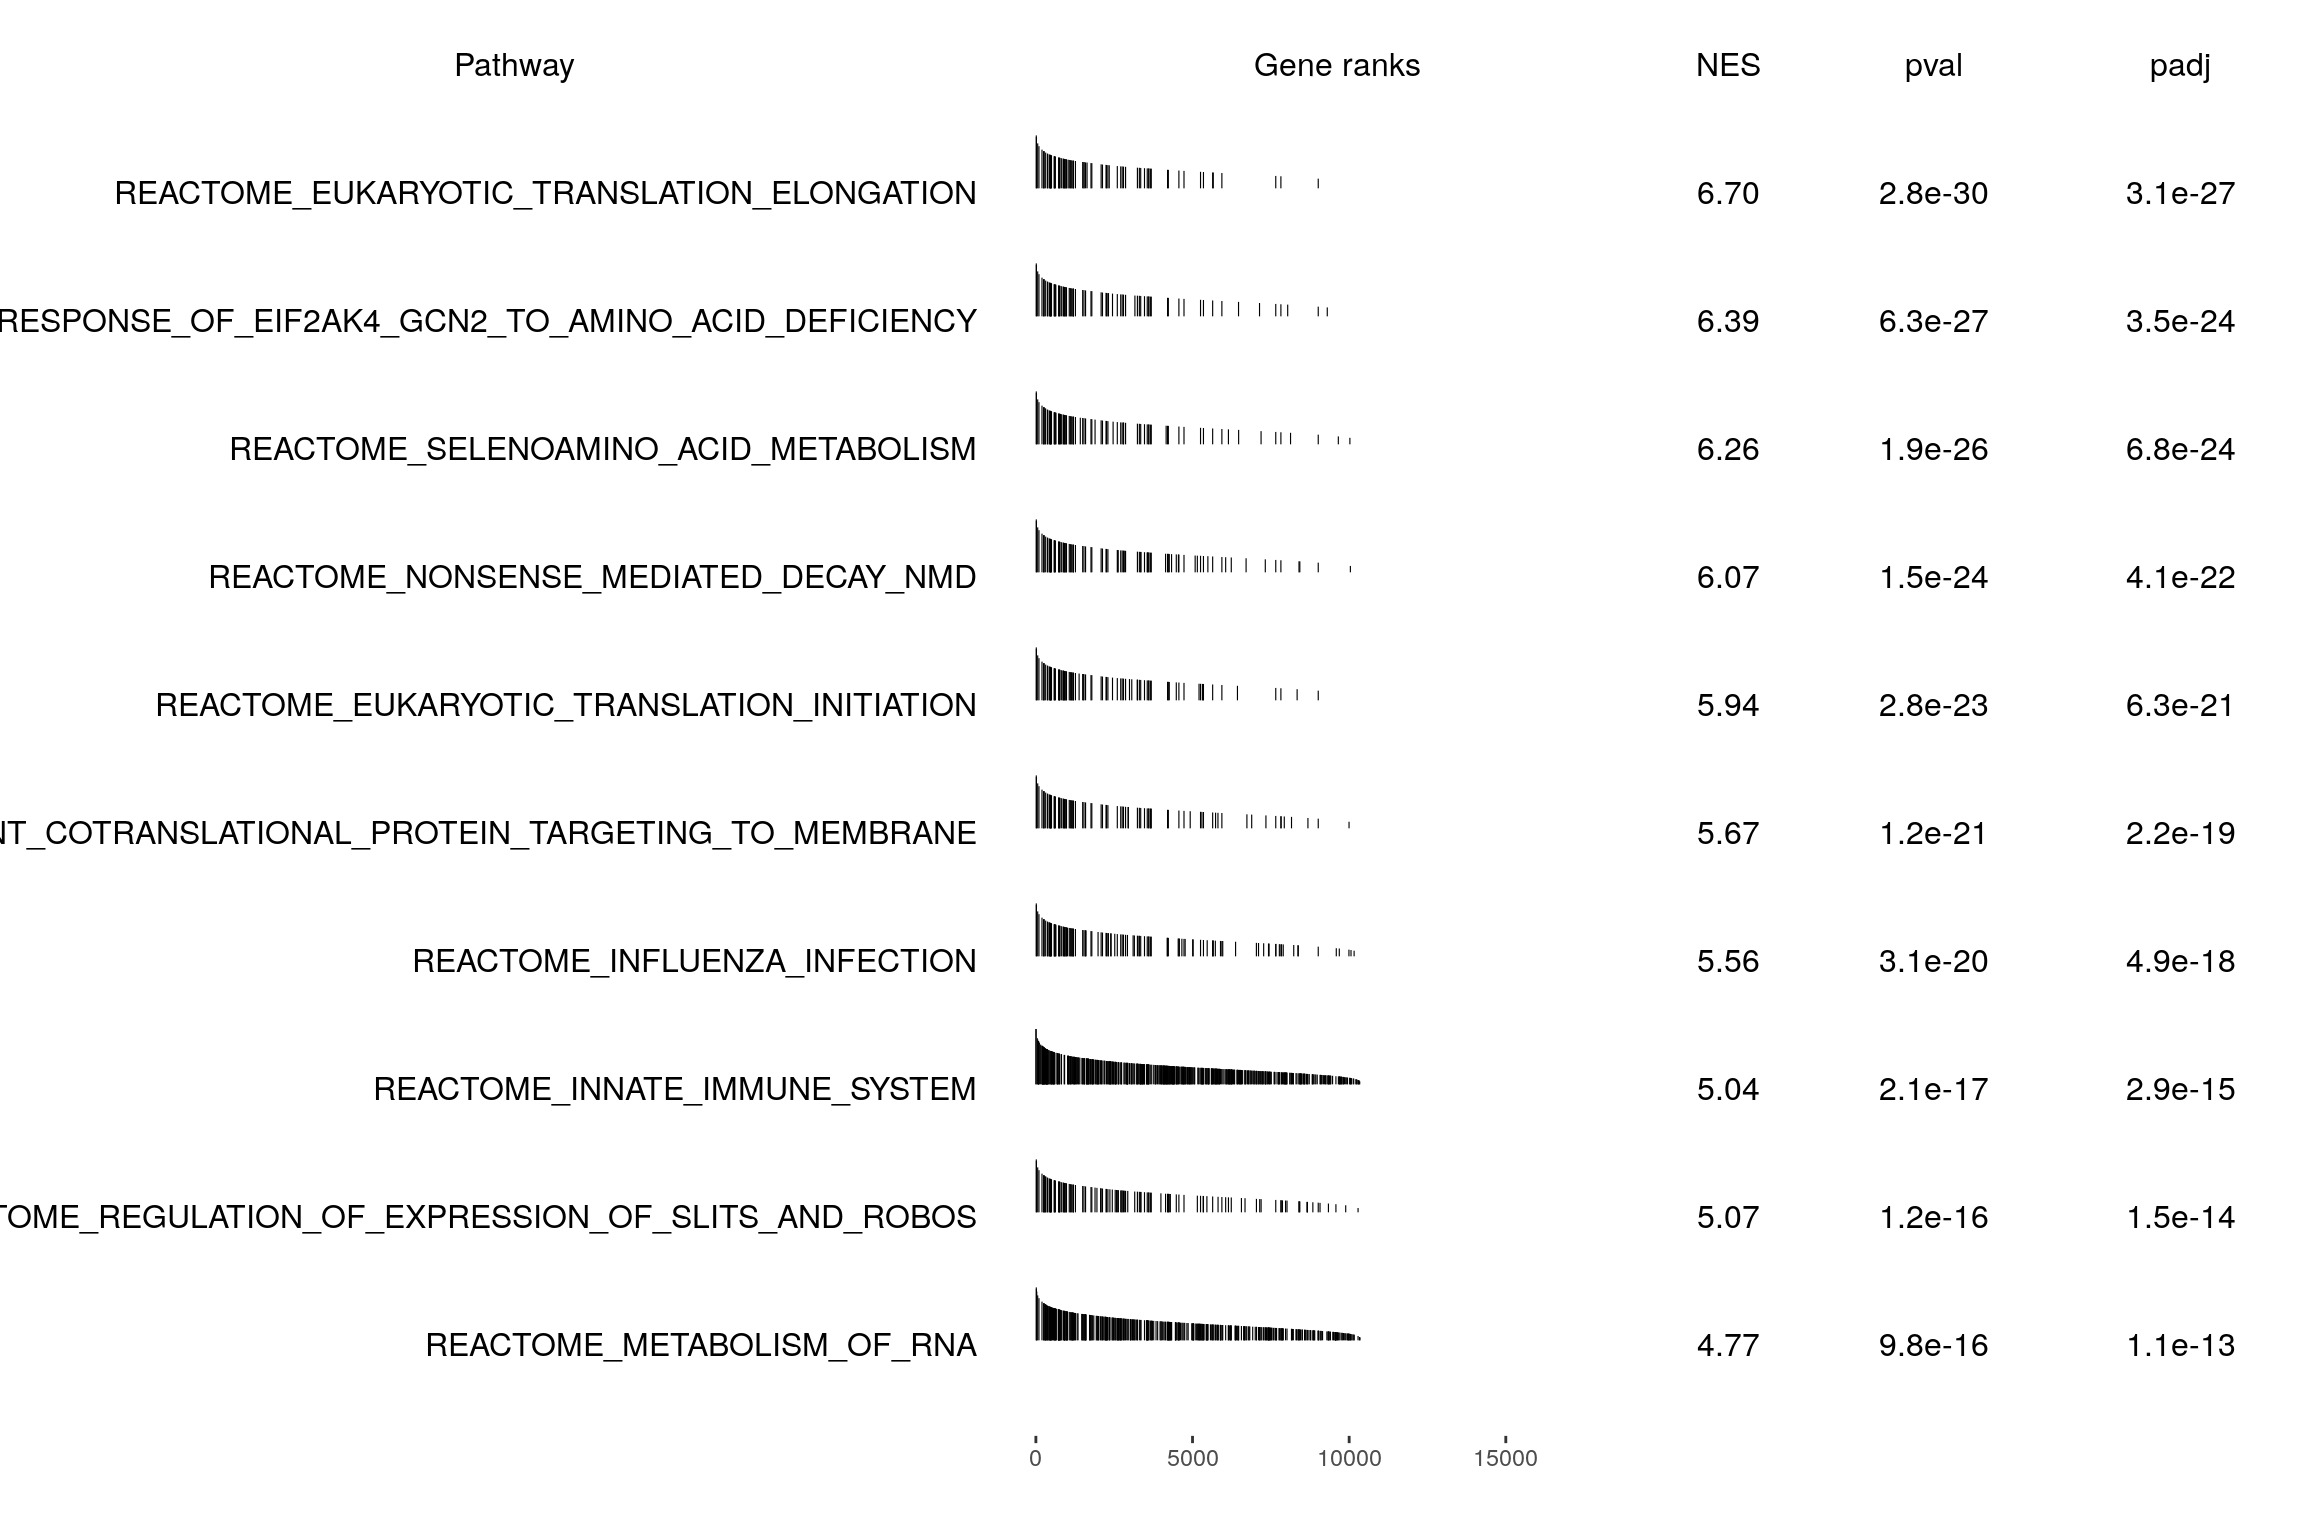 Pathway Gene ranks NES pval padj
REACTOME_EUKARYOTIC_TRANSLATION_ELONGATION 6.70 2.8e-30 3.1e-27
RESPONSE_OF_EIF2AK4_GCN2_TO_AMINO_ACID_DEFICIENCY 6.39 6.3e-27 3.5e-24
REACTOME_SELENOAMINO_ACID_METABOLISM 6.26 1.9e-26 6.8e-24
REACTOME_NONSENSE_MEDIATED_DECAY_NMD 6.07 1.5e-24 4.1e-22
REACTOME_EUKARYOTIC_TRANSLATION_INITIATION 5.94 2.8e-23 6.3e-21
NT_COTRANSLATIONAL_PROTEIN_TARGETING_TO_MEMBRANE 5.67 1.2e-21 2.2e-19
REACTOME_INFLUENZA_INFECTION 5.56 3.1e-20 4.9e-18
REACTOME_INNATE_IMMUNE_SYSTEM 5.04 2.1e-17 2.9e-15
TOME_REGULATION_OF_EXPRESSION_OF_SLITS_AND_ROBOS 5.07 1.2e-16 1.5e-14
REACTOME_METABOLISM_OF_RNA 4.77 9.8e-16 1.1e-13
0 5000 10000 15000